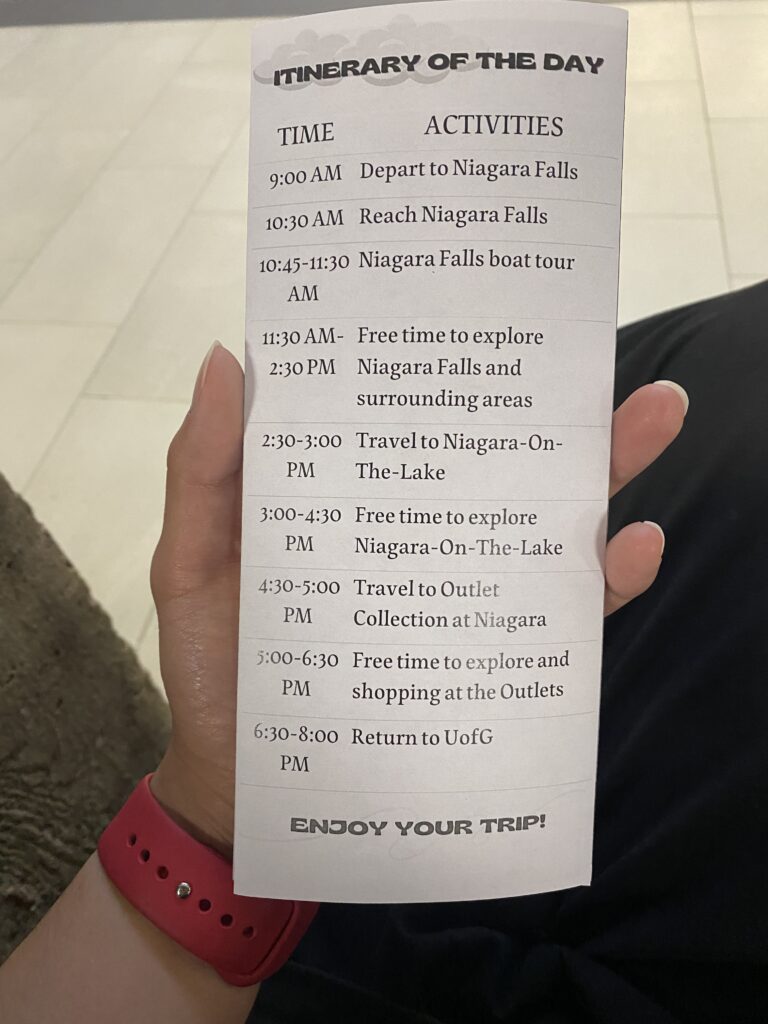 ITINERARY OF THE DAY
TIME ACTIVITIES
9:00 AM Depart to Niagara Falls
10:30 AM Reach Niagara Falls
10:45-11:30 Niagara Falls boat tour
AM
11:30 AM- Free time to explore
2:30 PM Niagara Falls and
surrounding areas
2:30-3:00 Travel to Niagara-On-
PM The-Lake
3:00-4:30 Free time to explore
PM Niagara-On-The-Lake
4:30-5:00 Travel to Outlet
PM Collection at Niagara
5:00-6:30 Free time to explore and
PM shopping at the Outlets
6:30-8:00 Return to UofG
PM
ENJOY YOUR TRIP!